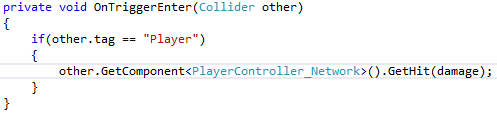 private void OnTriggerEnter(Collider other)
{
    if(other.tag == "Player")
    {
        other.GetComponent<PlayerController_Network>().GetHit(damage);
    }
}